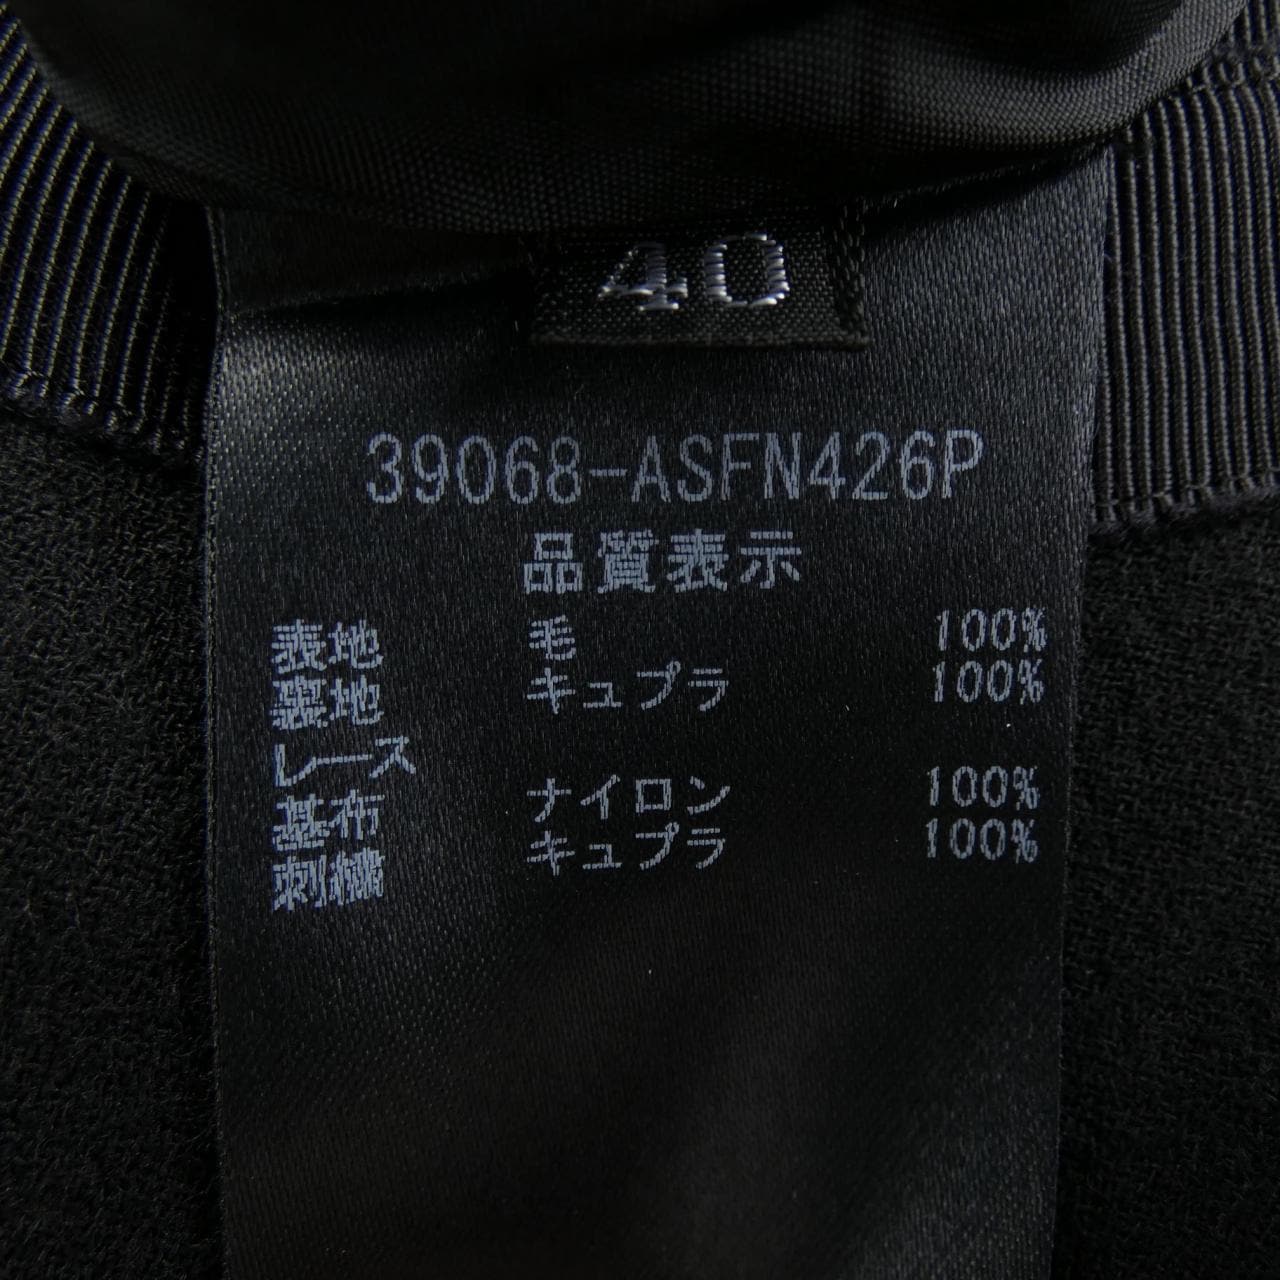 40
39068-ASFN426P
品質表示
表地 毛 100%
裏地 キュプラ 100%
レース
基布 ナイロン 100%
刺繍 キュプラ 100%